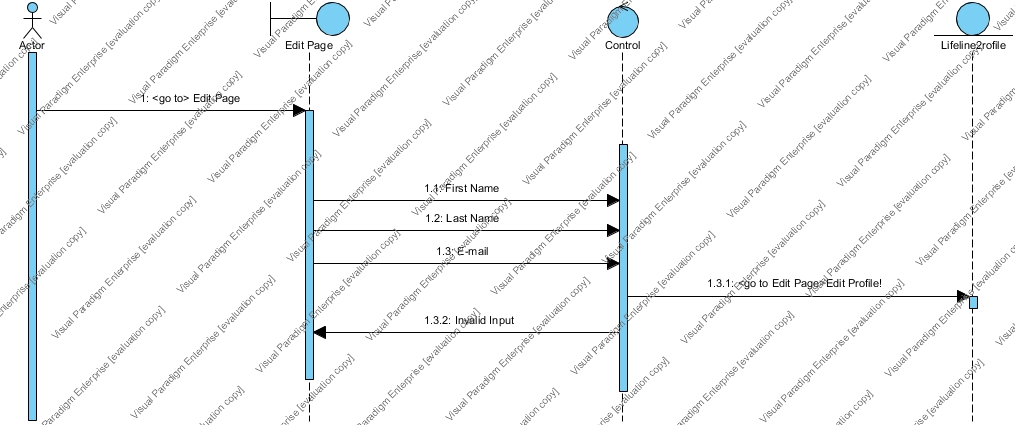 Actor
Edit Page
Control
Lifeline2rofile
1: <go to> Edit Page
1.1: First Name
1.2: Last Name
1.3: E-mail
1.3.1: <go to Edit Page>Edit Profile!
1.3.2: Invalid Input
Visual Paradigm Enterprise [evaluation copy]